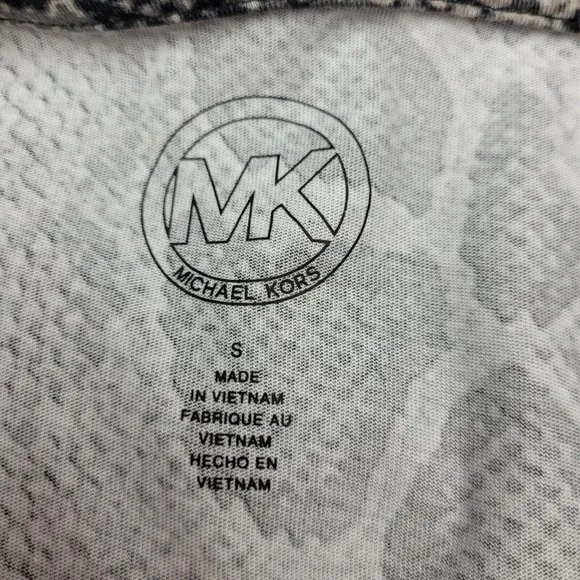 MK
MICHAEL KORS
S
MADE
IN VIETNAM
FABRIQUE AU
VIETNAM
HECHO EN
VIETNAM